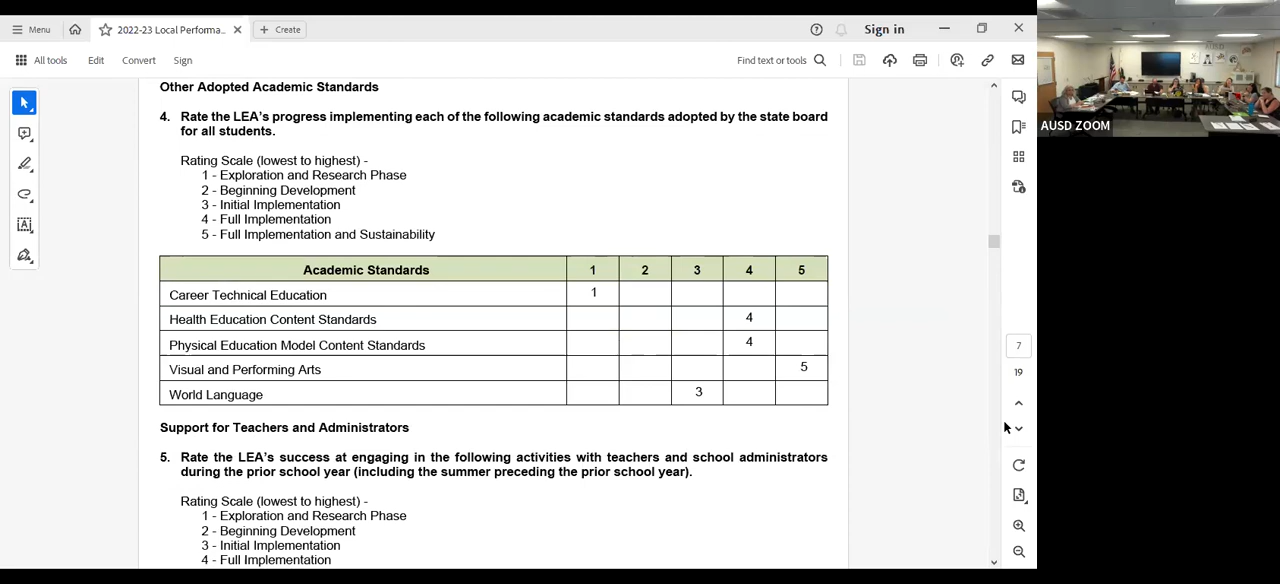 Menu
2022-23 Local Performa...
Create
Sign in
All tools
Edit
Convert
Sign
Find text or tools
AUSD ZOOM
Other Adopted Academic Standards
4. Rate the LEA's progress implementing each of the following academic standards adopted by the state board
for all students.
Rating Scale (lowest to highest) -
1 - Exploration and Research Phase
2 - Beginning Development
3 - Initial Implementation
4 - Full Implementation
5 - Full Implementation and Sustainability
Academic Standards 1 2 3 4 5
Career Technical Education 1
Health Education Content Standards 4
Physical Education Model Content Standards 4
Visual and Performing Arts 5
World Language 3
Support for Teachers and Administrators
5. Rate the LEA's success at engaging in the following activities with teachers and school administrators
during the prior school year (including the summer preceding the prior school year).
Rating Scale (lowest to highest) -
1 - Exploration and Research Phase
2 - Beginning Development
3 - Initial Implementation
4 - Full Implementation
7
19